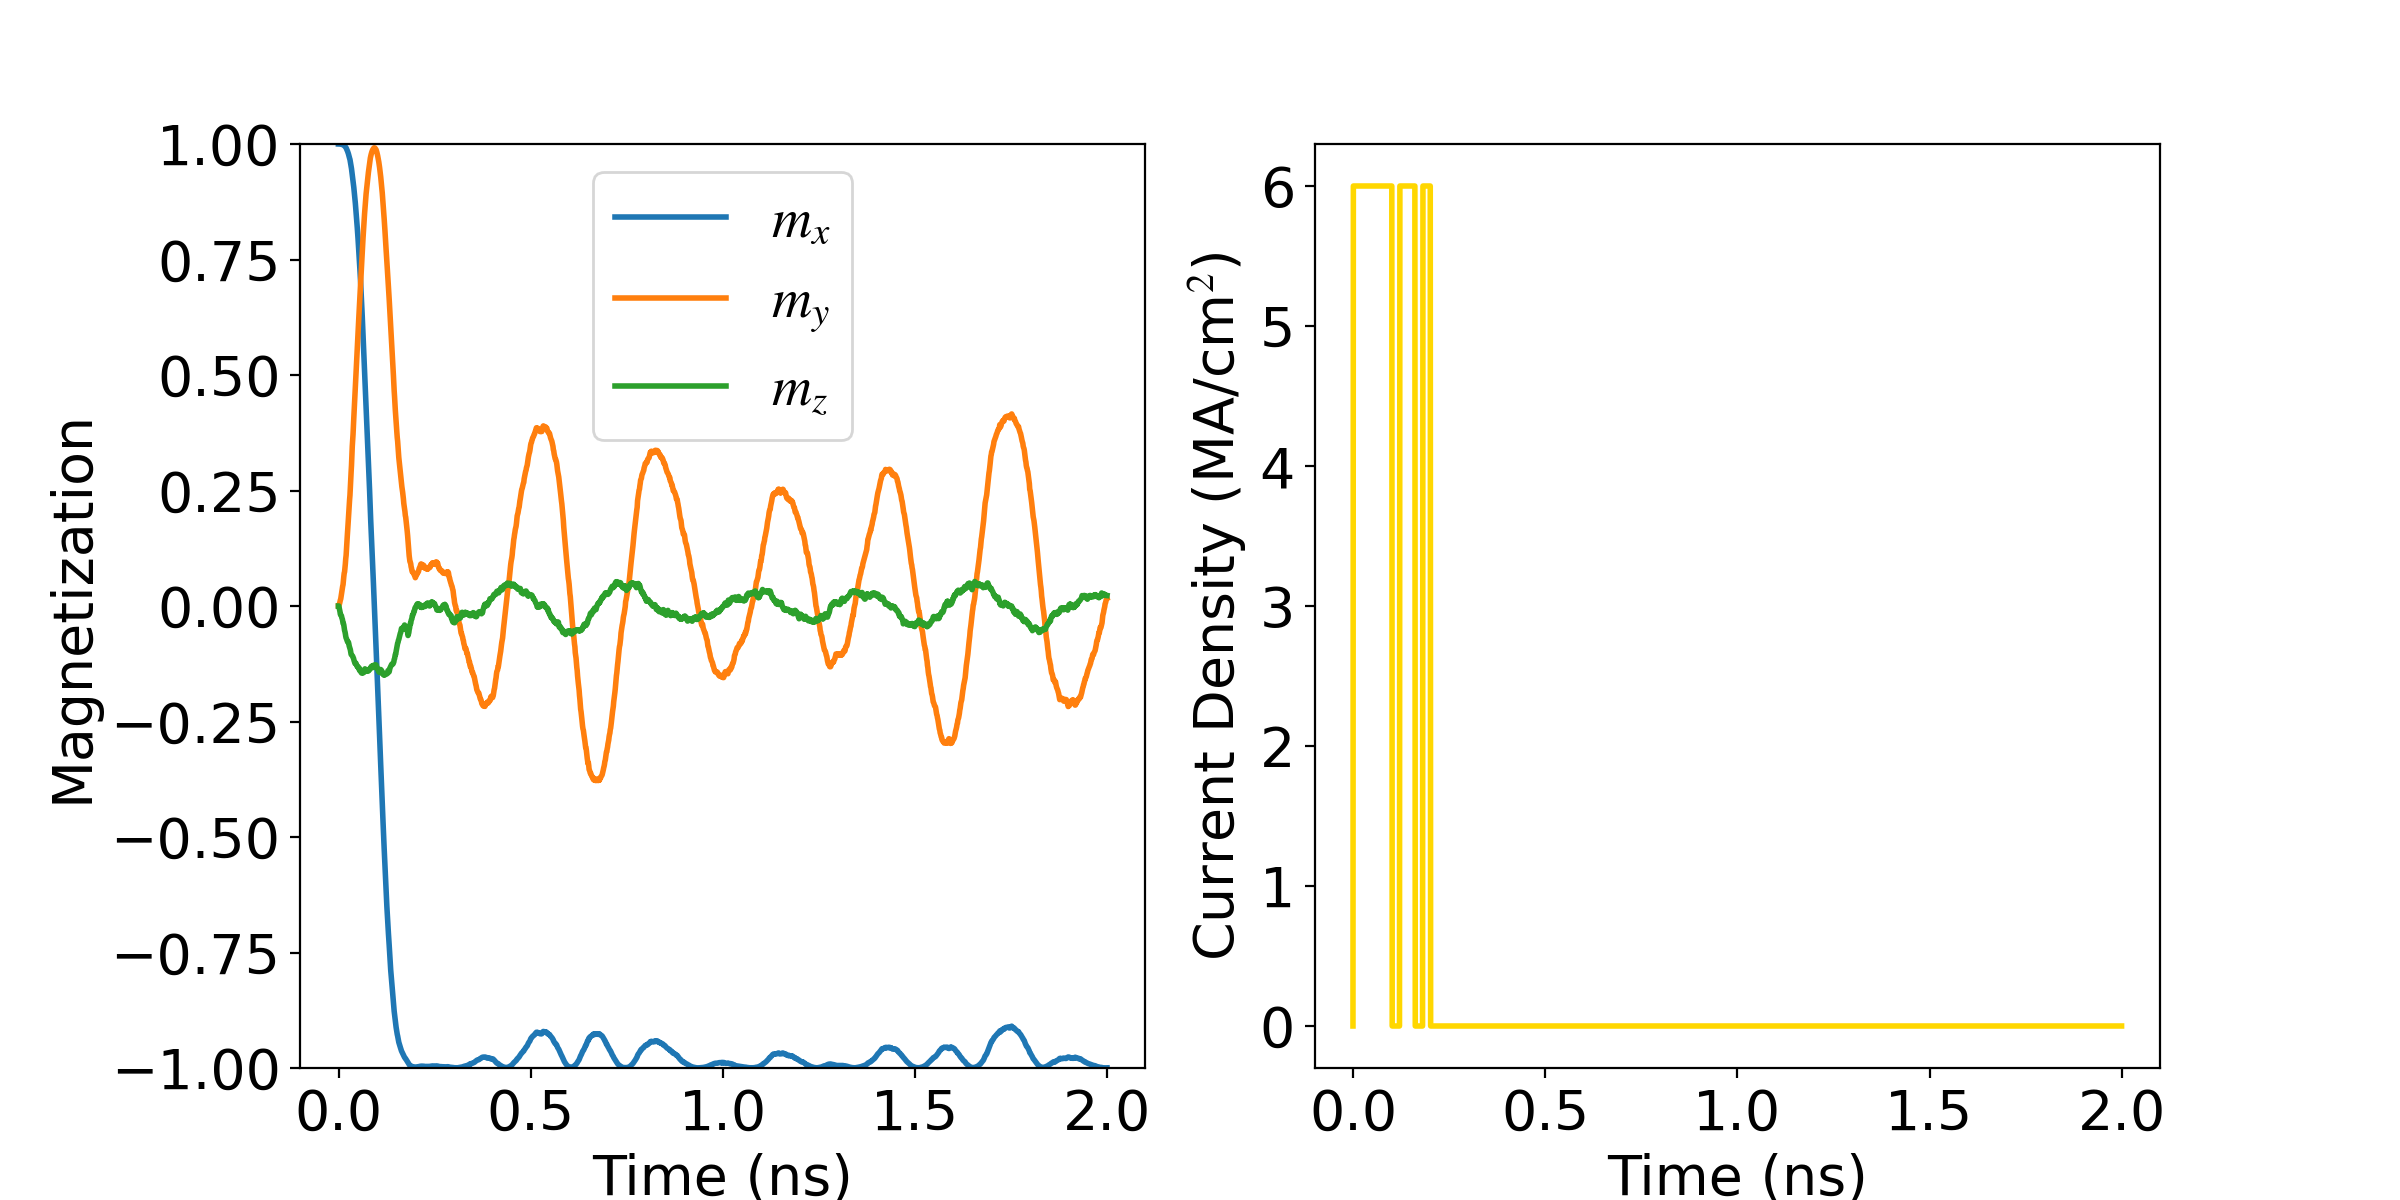 1.00
0.75
0.50
0.25
0.00
−0.25
−0.50
−0.75
−1.00
Magnetization
0.0 0.5 1.0 1.5 2.0
Time (ns)
m_x
m_y
m_z
6
5
4
3
2
1
0
Current Density (MA/cm²)
0.0 0.5 1.0 1.5 2.0
Time (ns)